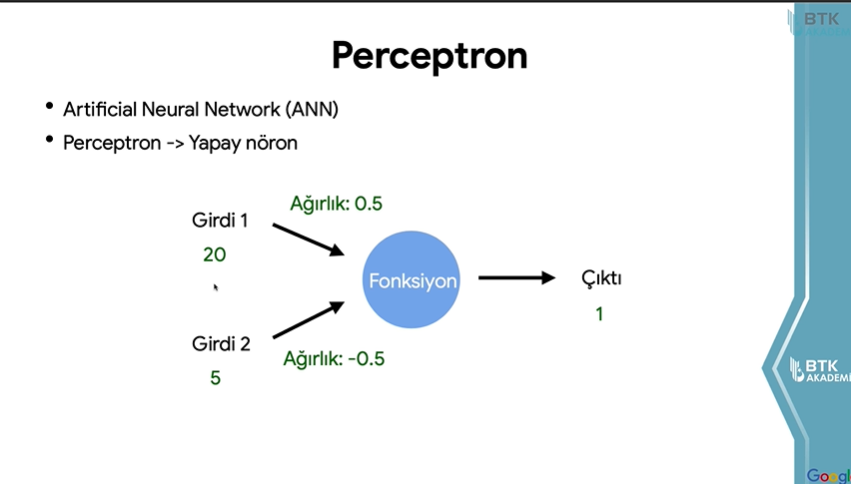 BTK
AKADEMİ
Perceptron
• Artificial Neural Network (ANN)
• Perceptron -> Yapay nöron
Ağırlık: 0.5
Girdi 1
20
Fonksiyon
Çıktı
1
Girdi 2
Ağırlık: -0.5
5
BTK
AKADEMİ
Googl